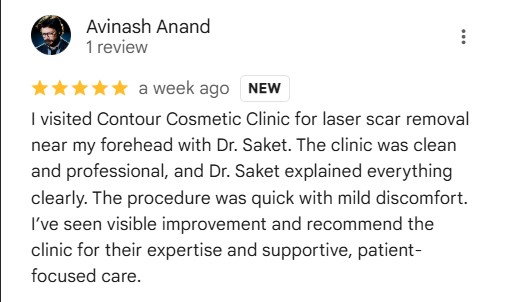 Avinash Anand
1 review
a week ago NEW
I visited Contour Cosmetic Clinic for laser scar removal
near my forehead with Dr. Saket. The clinic was clean
and professional, and Dr. Saket explained everything
clearly. The procedure was quick with mild discomfort.
I’ve seen visible improvement and recommend the
clinic for their expertise and supportive, patient-
focused care.